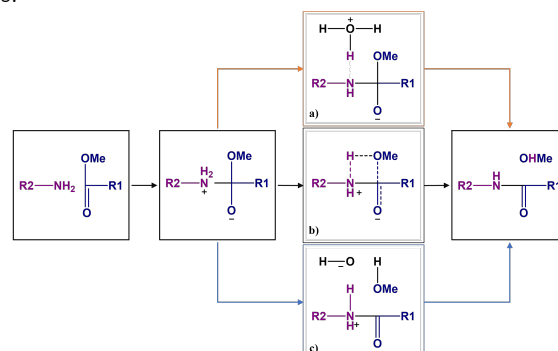 H—O—H
+
H
OMe
R2—N
H
R1
O
−
a)
R2—NH2
OMe
R1
O
H2
R2—N
+
OMe
R1
O
−
H
OMe
R2—N
H+
R1
O
−
b)
OHMe
H
R2—N
R1
O
H—O
−
H
OMe
H
R2—N
H+
R1
O
c)